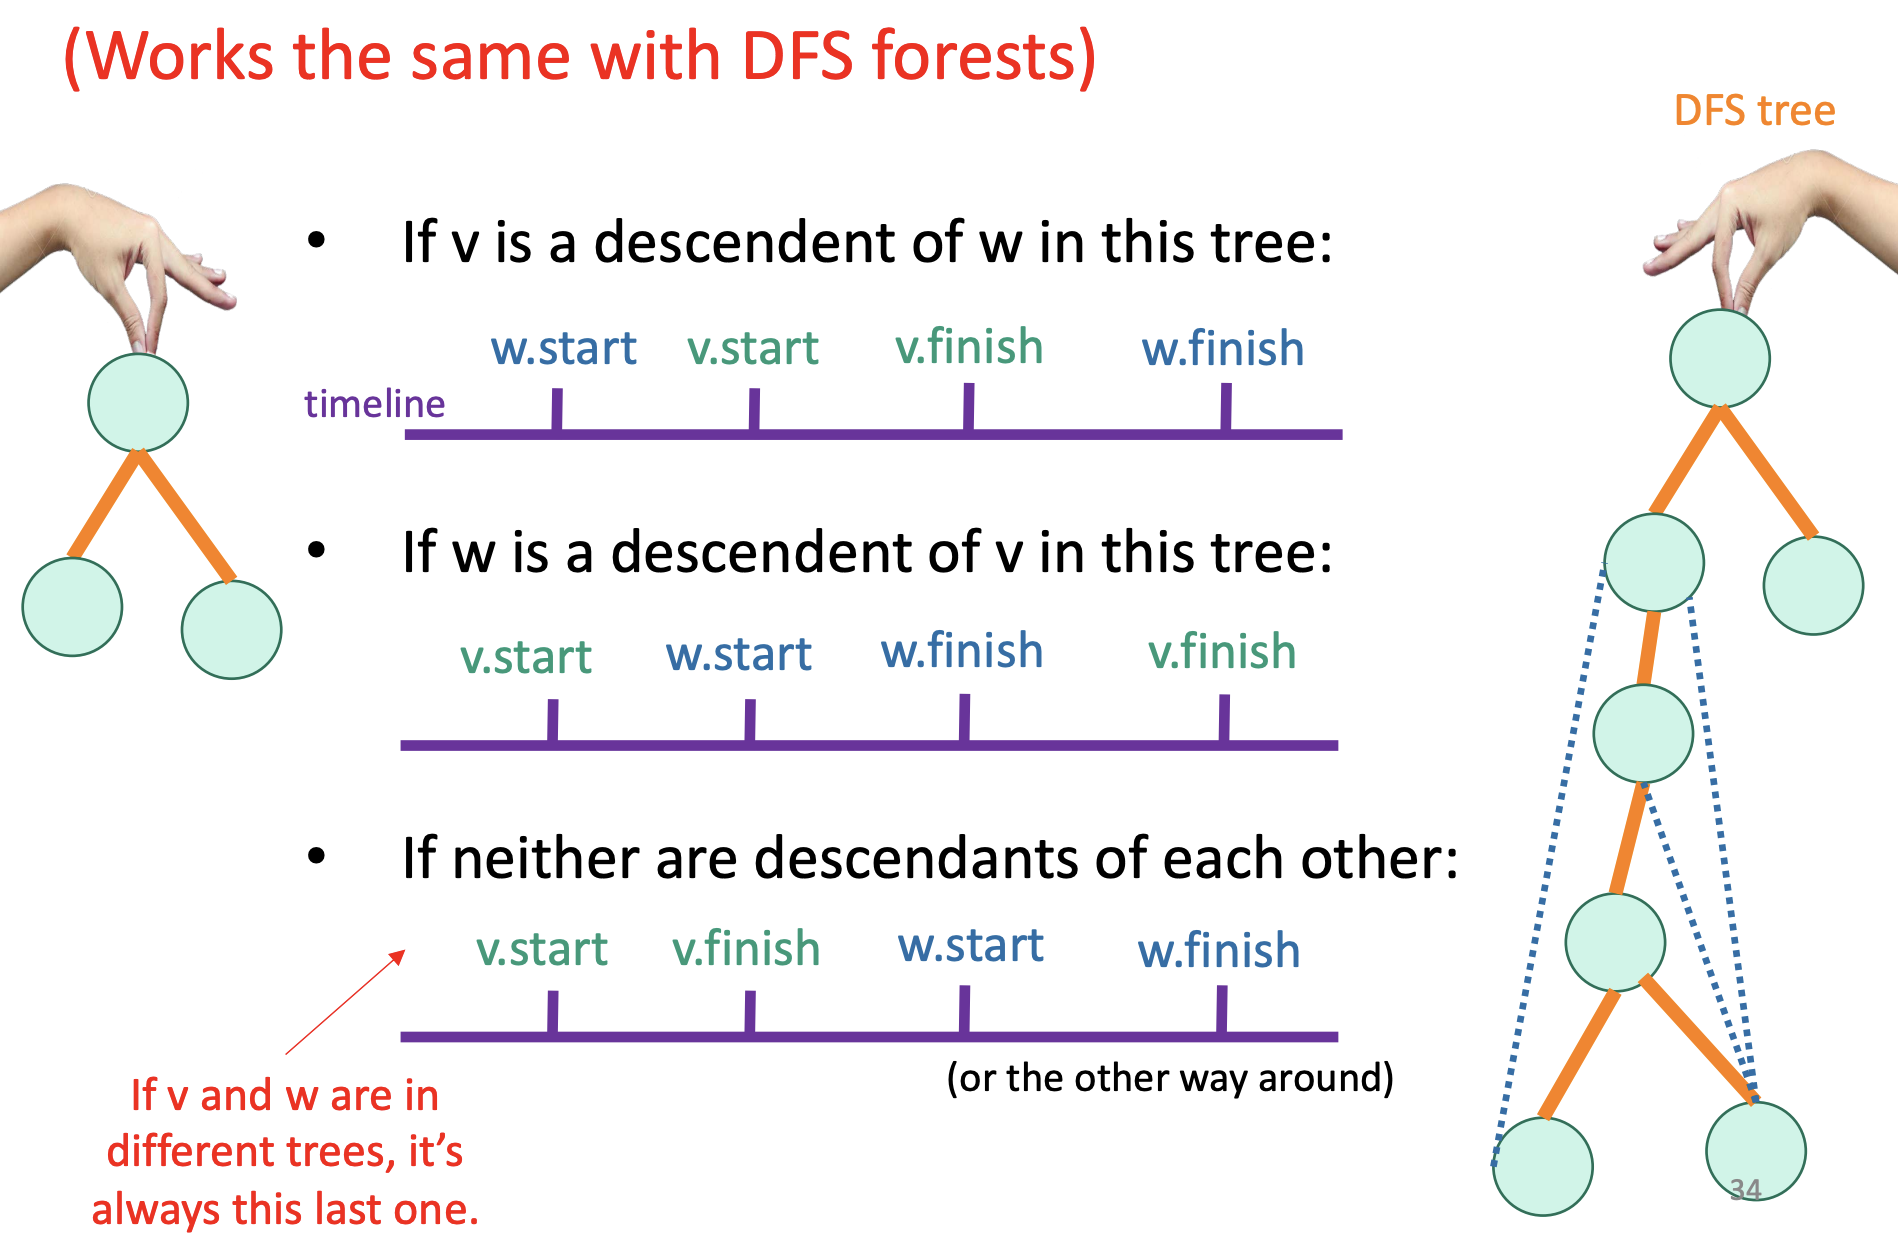 (Works the same with DFS forests)
DFS tree
• If v is a descendent of w in this tree:
w.start v.start v.finish w.finish
timeline
• If w is a descendent of v in this tree:
v.start w.start w.finish v.finish
• If neither are descendants of each other:
v.start v.finish w.start w.finish
(or the other way around)
If v and w are in
different trees, it’s
always this last one.
34